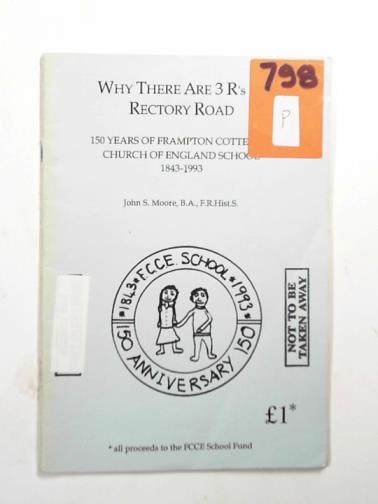 WHY THERE ARE 3 R's
RECTORY ROAD
798
P
150 YEARS OF FRAMPTON COTTE
CHURCH OF ENGLAND SCHOOL
1843-1993
John S. Moore, B.A., F.R.Hist.S.
*1843*F.C.C.E. SCHOOL*1993*
150 ANNIVERSARY 150
NOT TO BE
TAKEN AWAY
£1*
* all proceeds to the FCCE School Fund